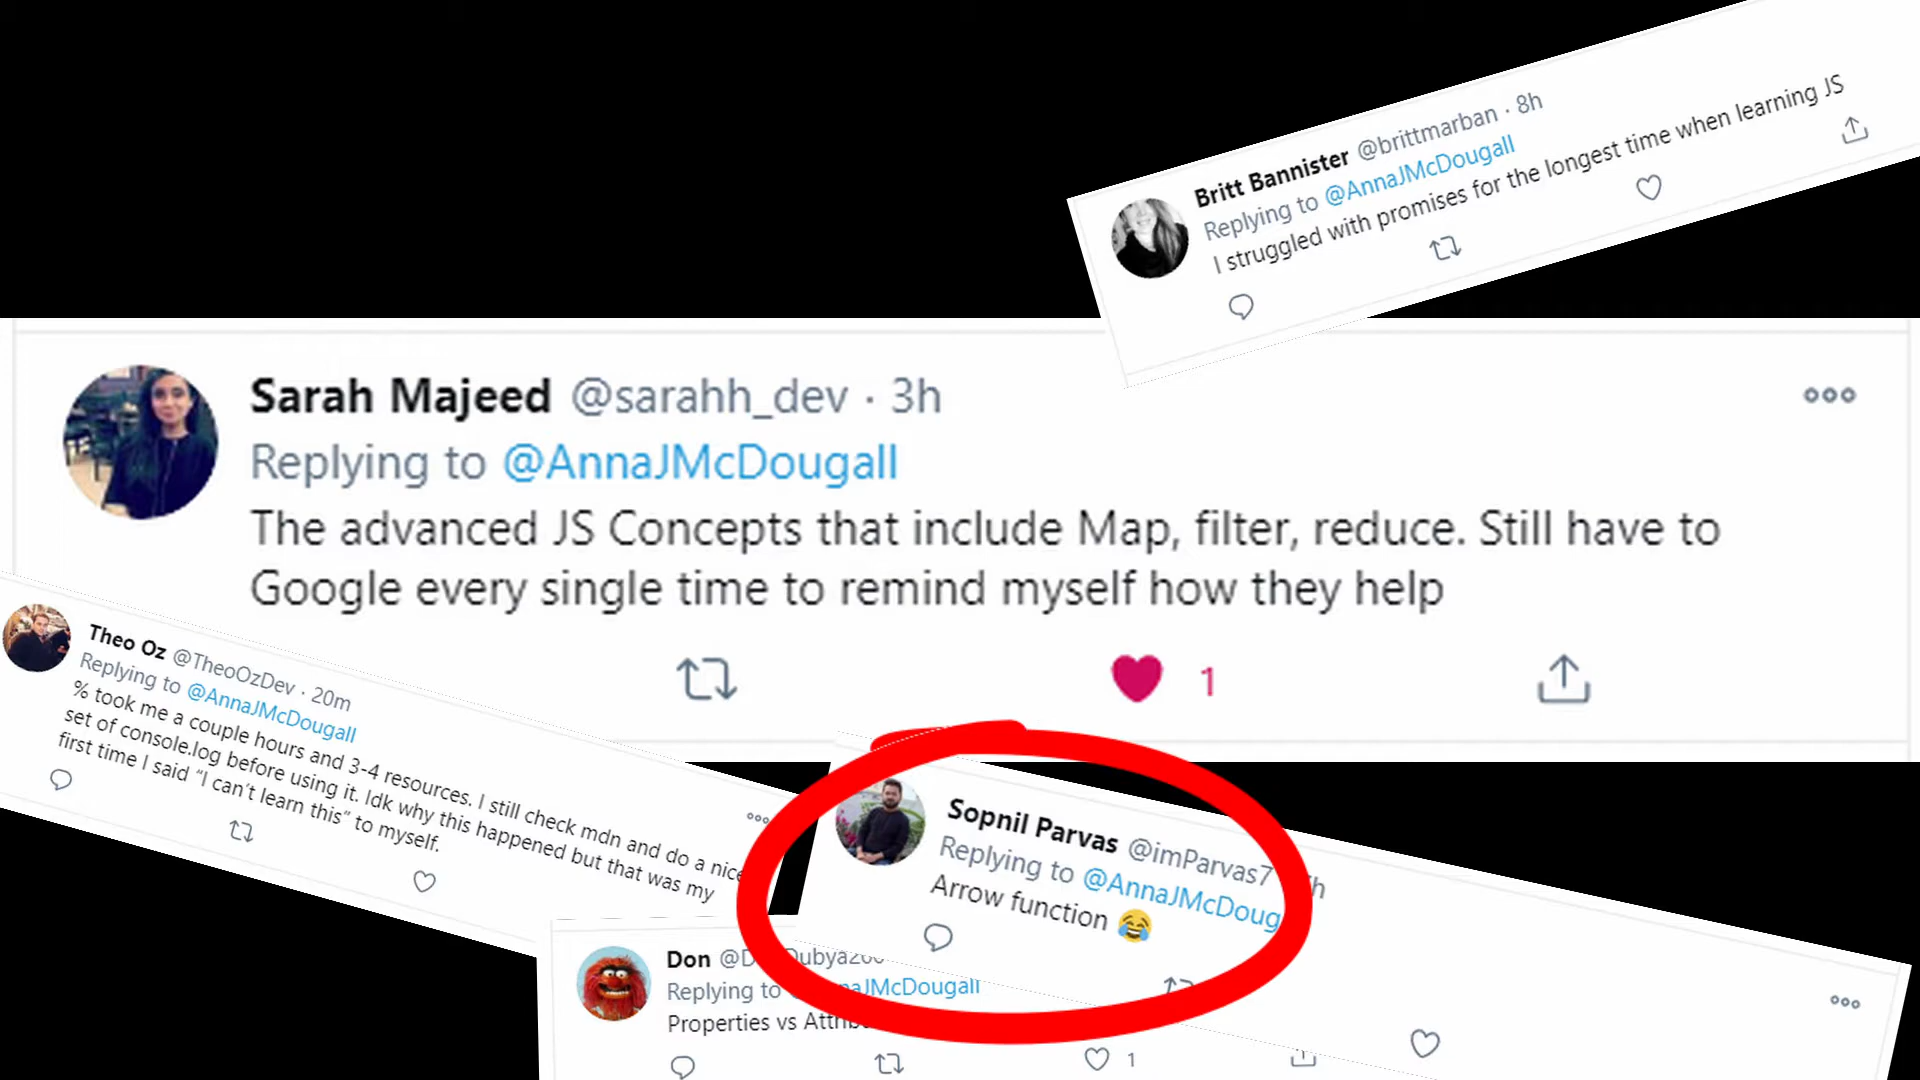 Britt Bannister @brittmarban · 8h
Replying to @AnnaJMcDougall
I struggled with promises for the longest time when learning JS
Sarah Majeed @sarahh_dev · 3h
Replying to @AnnaJMcDougall
The advanced JS Concepts that include Map, filter, reduce. Still have to
Google every single time to remind myself how they help
1
Theo Oz @TheoOzDev · 20m
Replying to @AnnaJMcDougall
% took me a couple hours and 3-4 resources. I still check mdn and do a nice
set of console.log before using it. Idk why this happened but that was my
first time I said “I can’t learn this” to myself.
Sopnil Parvas @imParvas7 h
Replying to @AnnaJMcDoug
Arrow function 😂
Don
Replying to
Properties vs
1